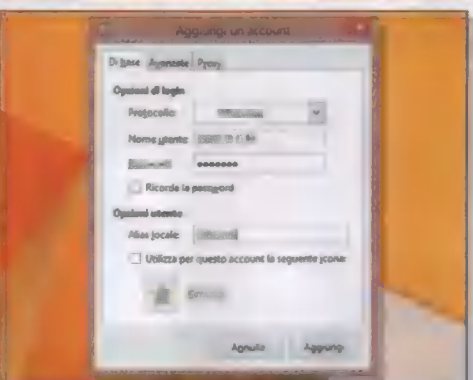 Aggiungi un account
Di base Avanzate Proxy
Opzioni di login
Protocollo:
Nome utente:
Password:
Ricorda la password
Opzioni utente
Alias locale:
Utilizza per questo account la seguente icona:
Annulla Aggiungi